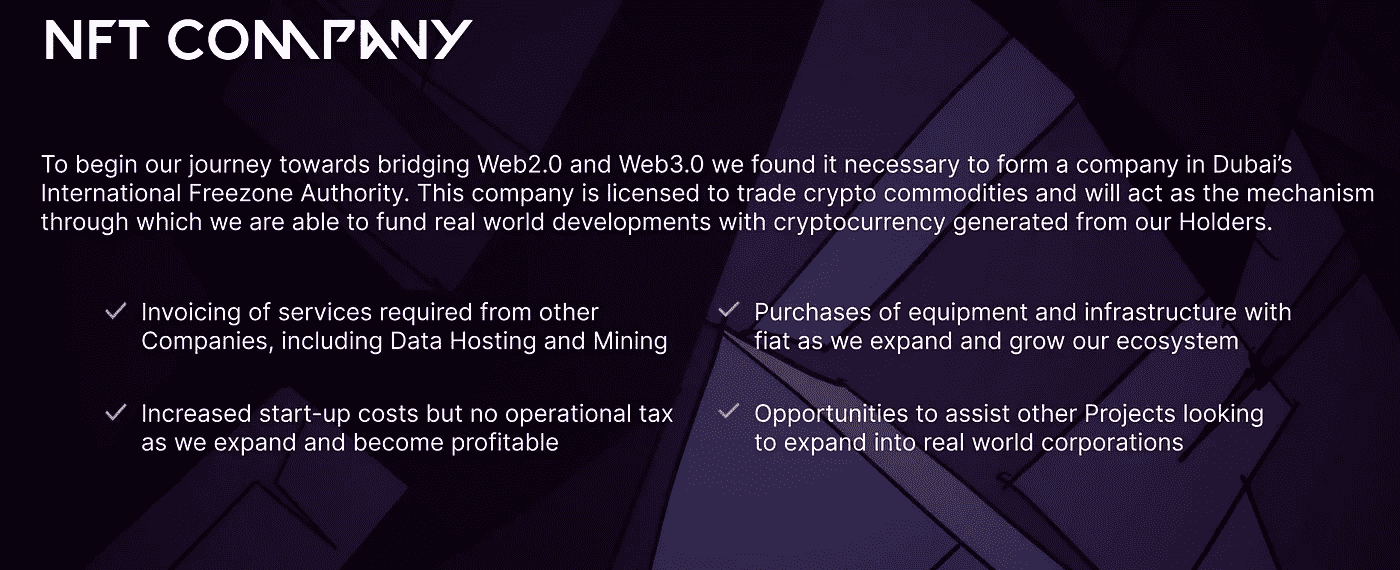 NFT COMPANY
To begin our journey towards bridging Web2.0 and Web3.0 we found it necessary to form a company in Dubai’s
International Freezone Authority. This company is licensed to trade crypto commodities and will act as the mechanism
through which we are able to fund real world developments with cryptocurrency generated from our Holders.
Invoicing of services required from other
Companies, including Data Hosting and Mining
Purchases of equipment and infrastructure with
fiat as we expand and grow our ecosystem
Increased start-up costs but no operational tax
as we expand and become profitable
Opportunities to assist other Projects looking
to expand into real world corporations